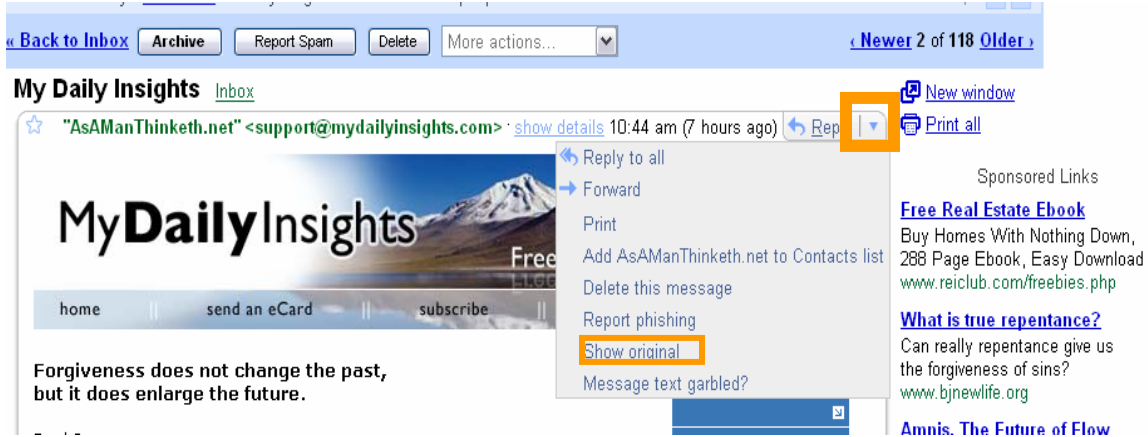 « Back to Inbox Archive Report Spam Delete More actions... ‹ Newer 2 of 118 Older ›
My Daily Insights Inbox
New window
"AsAManThinketh.net" <support@mydailyinsights.com> show details 10:44 am (7 hours ago) Rep
Print all
Reply to all
Forward
Print
Add AsAManThinketh.net to Contacts list
Delete this message
Report phishing
Show original
Message text garbled?
MyDailyInsights
Free
home || send an eCard || subscribe ||
Forgiveness does not change the past,
but it does enlarge the future.
Sponsored Links
Free Real Estate Ebook
Buy Homes With Nothing Down,
288 Page Ebook, Easy Download
www.reiclub.com/freebies.php
What is true repentance?
Can really repentance give us
the forgiveness of sins?
www.bjnewlife.org
Amnis. The Future of Flow